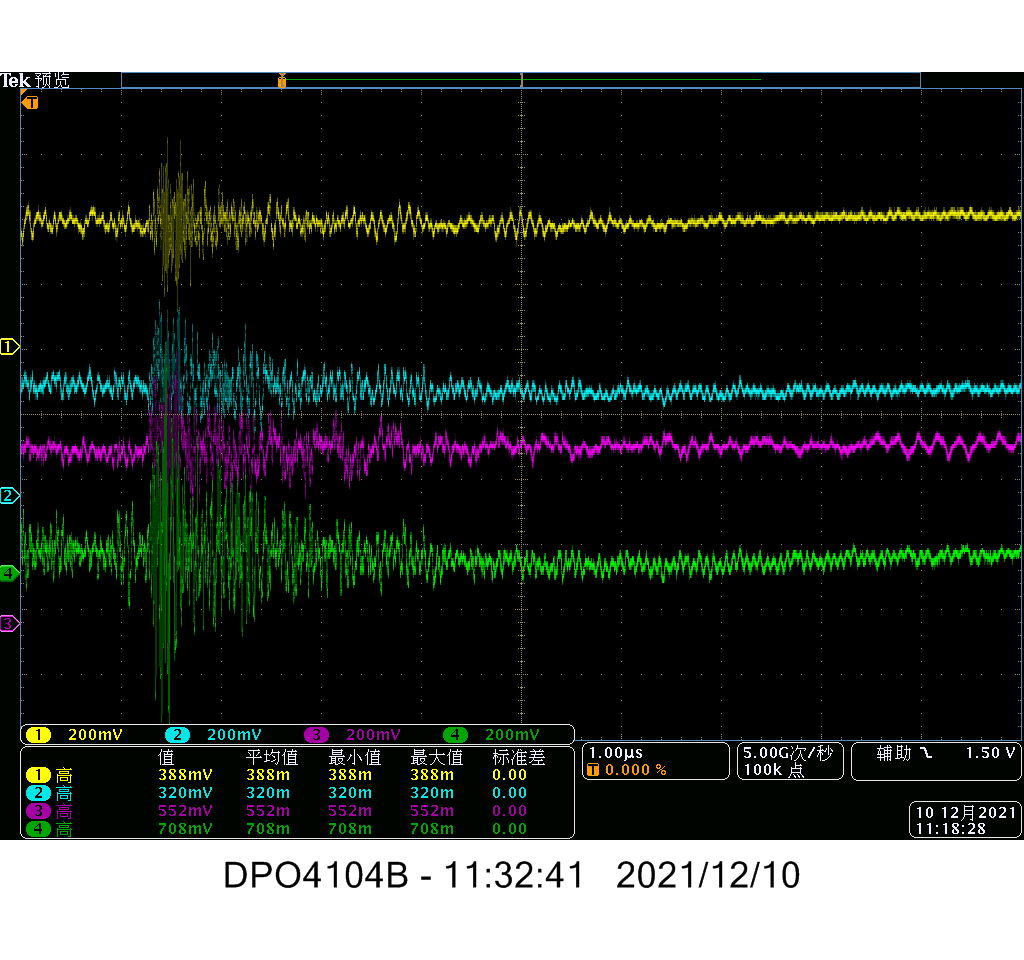 Tek 预览
T
T
1
2
4
3
1 200mV 2 200mV 3 200mV 4 200mV
值 平均值 最小值 最大值 标准差
1 高 388mV 388m 388m 388m 0.00
2 高 320mV 320m 320m 320m 0.00
3 高 552mV 552m 552m 552m 0.00
4 高 708mV 708m 708m 708m 0.00
1.00µs
T 0.000 %
5.00G次/秒
100k 点
辅助 1.50 V
10 12月2021
11:18:28
DPO4104B - 11:32:41 2021/12/10